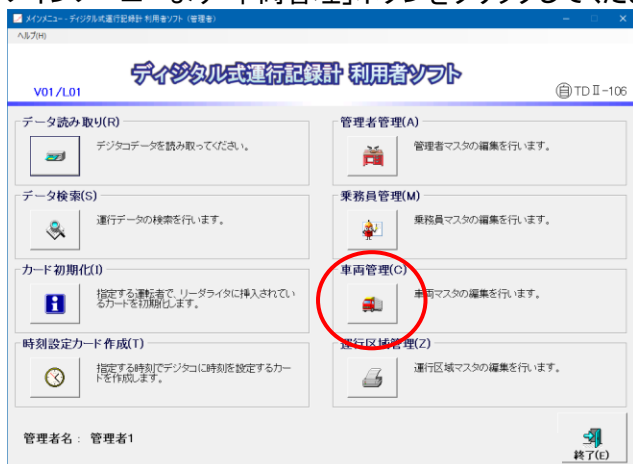 メインメニュー - ディジタル式運行記録計 利用者ソフト (管理者)
ヘルプ(H)
ディジタル式運行記録計 利用者ソフト
V01/L01
自 TDⅡ-106
データ読み取り(R)
デジタコデータを読み取ってください。
管理者管理(A)
管理者マスタの編集を行います。
データ検索(S)
運行データの検索を行います。
乗務員管理(M)
乗務員マスタの編集を行います。
カード初期化(I)
指定する運転者で、リーダライタに挿入されてい
るカードを初期化します。
車両管理(C)
車両マスタの編集を行います。
時刻設定カード作成(T)
指定する時刻でデジタコに時刻を設定するカー
ドを作成します。
運行区域管理(Z)
運行区域マスタの編集を行います。
管理者名 : 管理者1
終了(E)